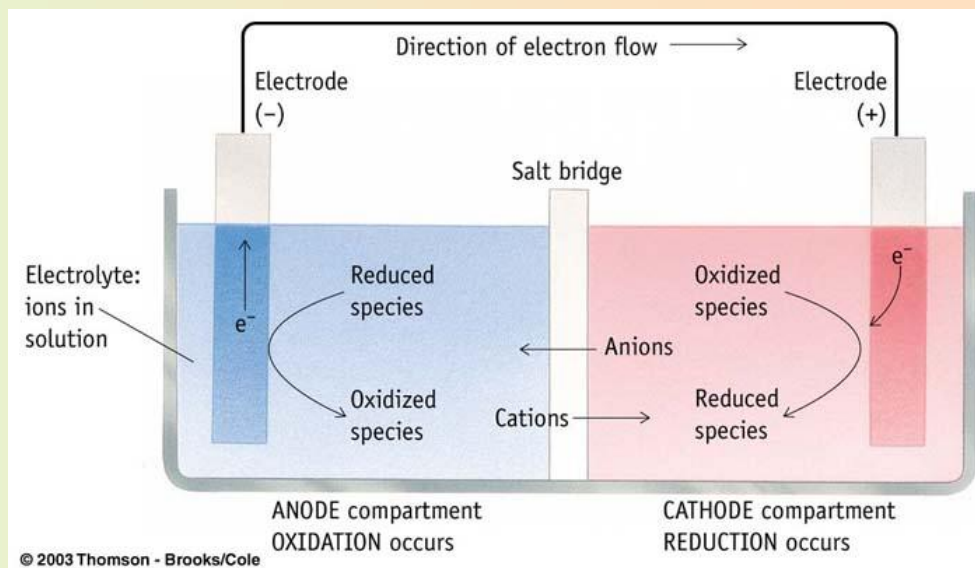 Direction of electron flow
Electrode
(−)
Electrode
(+)
Salt bridge
Electrolyte:
ions in
solution
e⁻
Reduced
species
Oxidized
species
Anions
Cations
Oxidized
species
Reduced
species
e⁻
ANODE compartment
OXIDATION occurs
CATHODE compartment
REDUCTION occurs
© 2003 Thomson - Brooks/Cole